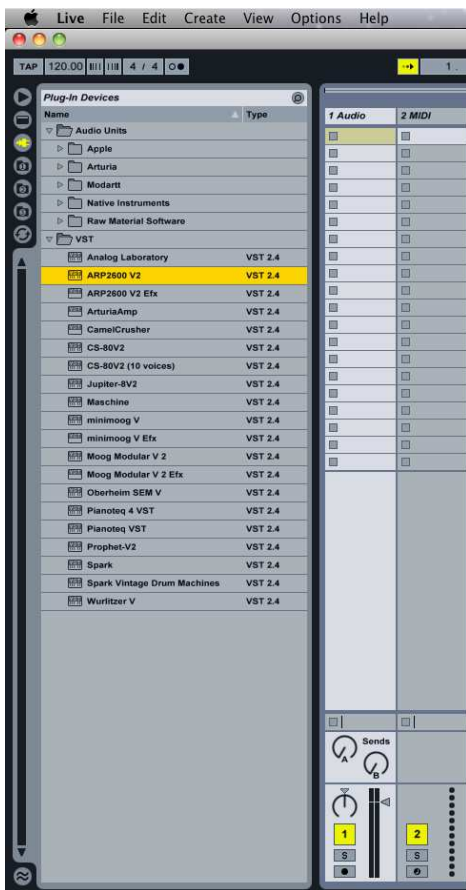 Live File Edit Create View Options Help
TAP 120.00 4 / 4 1.
Plug-In Devices
Name Type
Audio Units
Apple
Arturia
Modartt
Native Instruments
Raw Material Software
VST
Analog Laboratory VST 2.4
ARP2600 V2 VST 2.4
ARP2600 V2 Efx VST 2.4
ArturiaAmp VST 2.4
CamelCrusher VST 2.4
CS-80V2 VST 2.4
CS-80V2 (10 voices) VST 2.4
Jupiter-8V2 VST 2.4
Maschine VST 2.4
minimoog V VST 2.4
minimoog V Efx VST 2.4
Moog Modular V 2 VST 2.4
Moog Modular V 2 Efx VST 2.4
Oberheim SEM V VST 2.4
Pianoteq 4 VST VST 2.4
Pianoteq VST VST 2.4
Prophet-V2 VST 2.4
Spark VST 2.4
Spark Vintage Drum Machines VST 2.4
Wurlitzer V VST 2.4
1 Audio 2 MIDI
Sends
A
B
1 2
S S